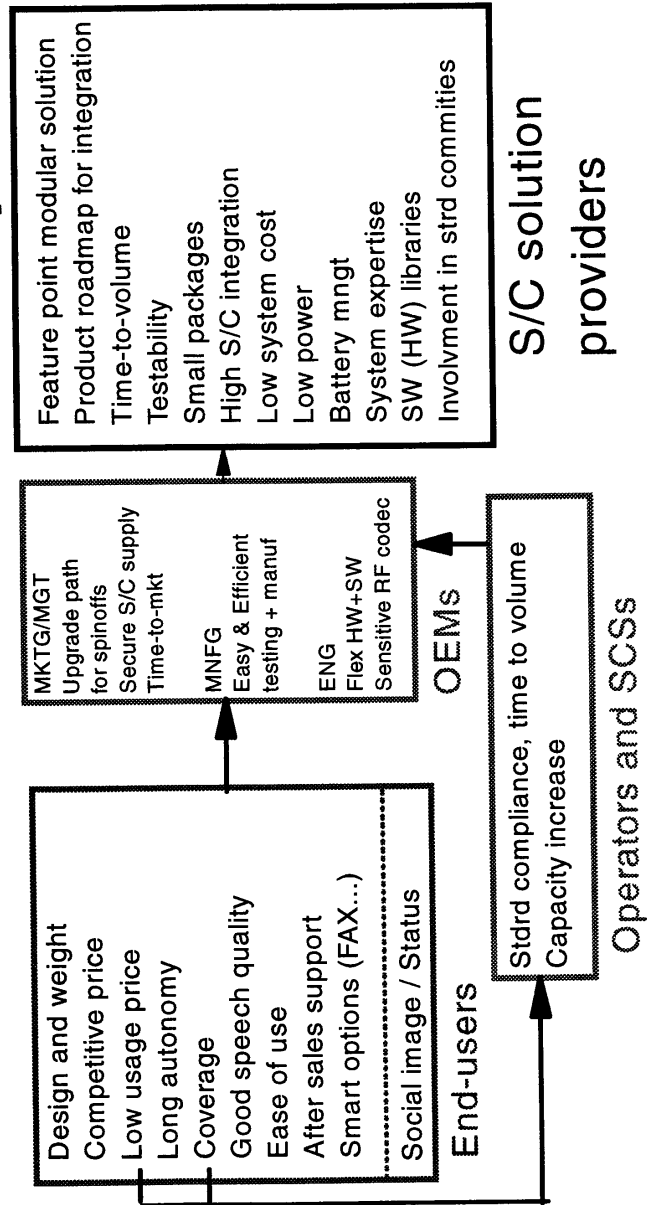 Design and weight
Competitive price
Low usage price
Long autonomy
Coverage
Good speech quality
Ease of use
After sales support
Smart options (FAX...)
Social image / Status
End-users
MKTG/MGT
Upgrade path
for spinoffs
Secure S/C supply
Time-to-mkt
MNFG
Easy & Efficient
testing + manuf
ENG
Flex HW+SW
Sensitive RF codec
OEMs
Stdrd compliance, time to volume
Capacity increase
Operators and SCSs
Feature point modular solution
Product roadmap for integration
Time-to-volume
Testability
Small packages
High S/C integration
Low system cost
Low power
Battery mngt
System expertise
SW (HW) libraries
Involvment in strd commities
S/C solution
providers